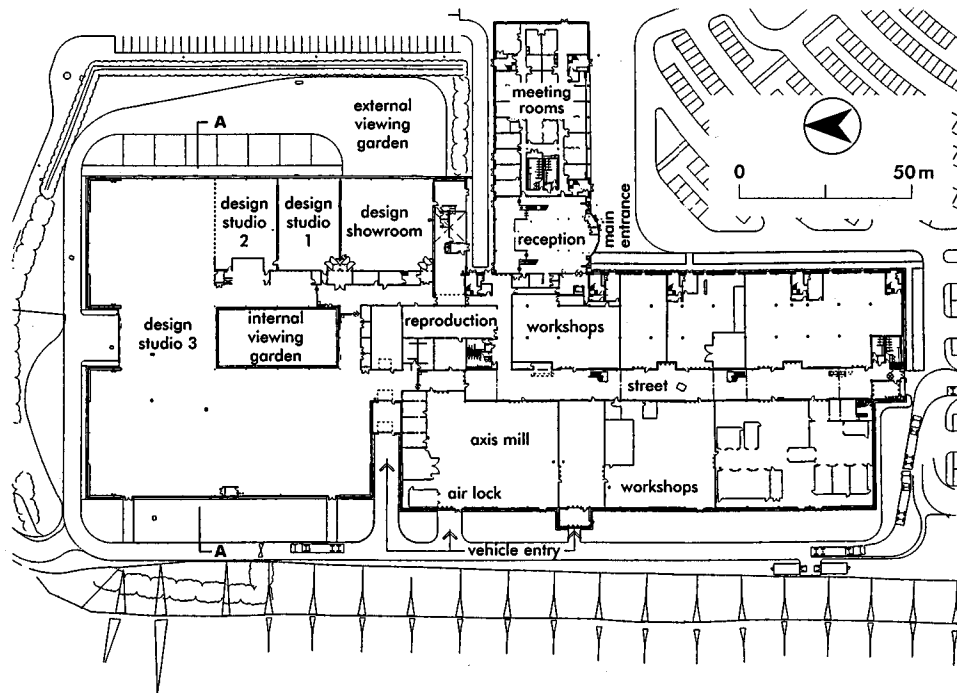 meeting
rooms
external
viewing
garden
A
0
50 m
design
studio
2
design
studio
1
design
showroom
main
entrance
reception
design
studio 3
internal
viewing
garden
reproduction
workshops
street
axis mill
air lock
workshops
A
vehicle entry